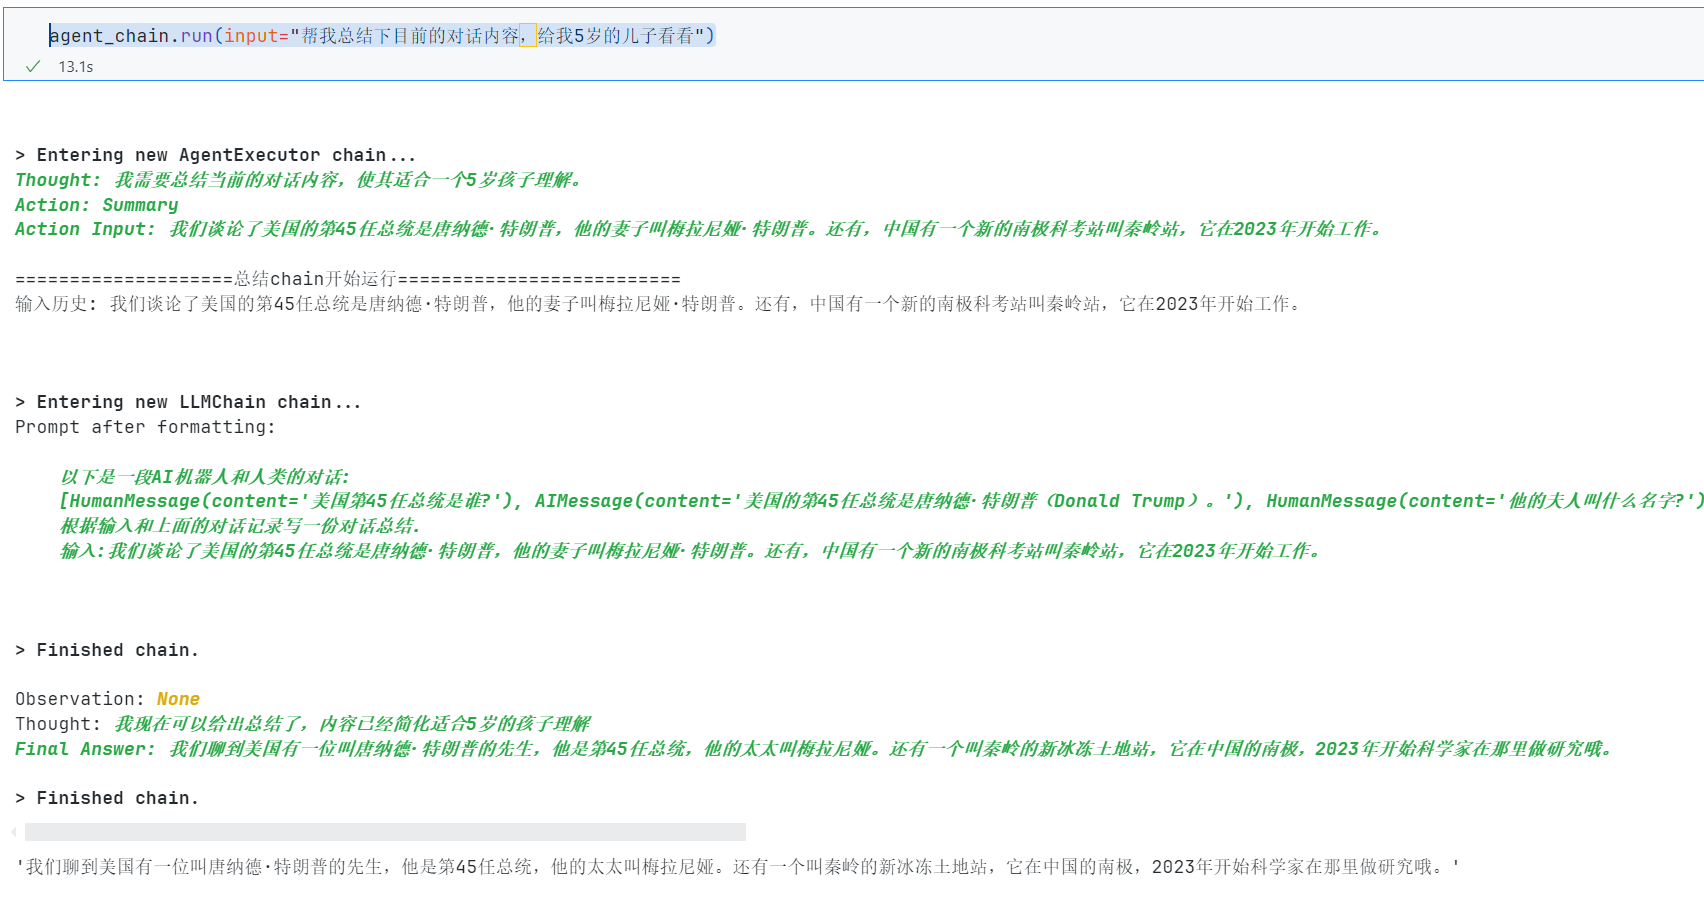 agent_chain.run(input="帮我总结下目前的对话内容，给我5岁的儿子看看")
13.1s
> Entering new AgentExecutor chain...
Thought: 我需要总结当前的对话内容，使其适合一个5岁孩子理解。
Action: Summary
Action Input: 我们谈论了美国的第45任总统是唐纳德·特朗普，他的妻子叫梅拉尼娅·特朗普。还有，中国有一个新的南极科考站叫秦岭站，它在2023年开始工作。
====================总结chain开始运行==========================
输入历史: 我们谈论了美国的第45任总统是唐纳德·特朗普，他的妻子叫梅拉尼娅·特朗普。还有，中国有一个新的南极科考站叫秦岭站，它在2023年开始工作。
> Entering new LLMChain chain...
Prompt after formatting:
以下是一段AI机器人和人类的对话:
[HumanMessage(content='美国第45任总统是谁?'), AIMessage(content='美国的第45任总统是唐纳德·特朗普（Donald Trump）。'), HumanMessage(content='他的夫人叫什么名字?')
根据输入和上面的对话记录写一份对话总结.
输入:我们谈论了美国的第45任总统是唐纳德·特朗普，他的妻子叫梅拉尼娅·特朗普。还有，中国有一个新的南极科考站叫秦岭站，它在2023年开始工作。
> Finished chain.
Observation: None
Thought: 我现在可以给出总结了，内容已经简化适合5岁的孩子理解
Final Answer: 我们聊到美国有一位叫唐纳德·特朗普的先生，他是第45任总统，他的太太叫梅拉尼娅。还有一个叫秦岭的新冰冻土地站，它在中国的南极，2023年开始科学家在那里做研究哦。
> Finished chain.
'我们聊到美国有一位叫唐纳德·特朗普的先生，他是第45任总统，他的太太叫梅拉尼娅。还有一个叫秦岭的新冰冻土地站，它在中国的南极，2023年开始科学家在那里做研究哦。'